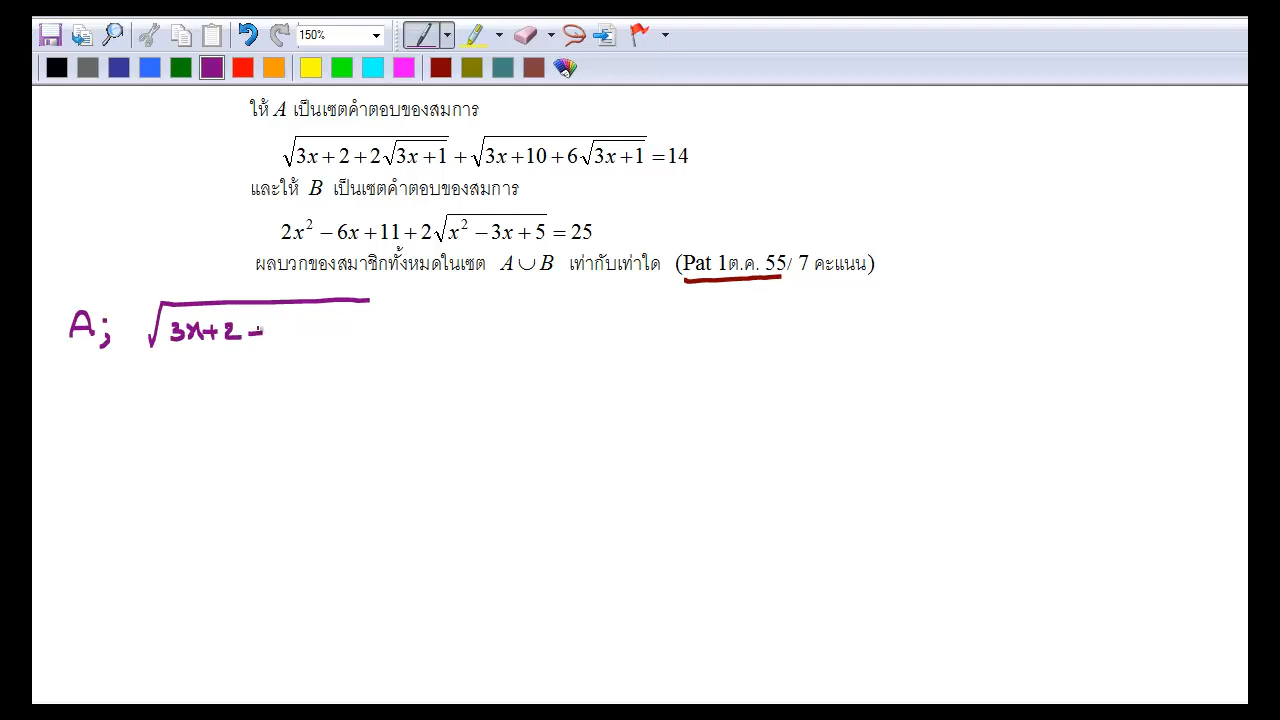 150%
ให้ A เป็นเซตคำตอบของสมการ
√(3x+2+2√(3x+1)) + √(3x+10+6√(3x+1)) = 14
และให้ B เป็นเซตคำตอบของสมการ
2x² − 6x + 11 + 2√(x² − 3x + 5) = 25
ผลบวกของสมาชิกทั้งหมดในเซต A ∪ B เท่ากับเท่าใด (Pat 1ต.ค. 55/ 7 คะแนน)
A; √(3x+2 −